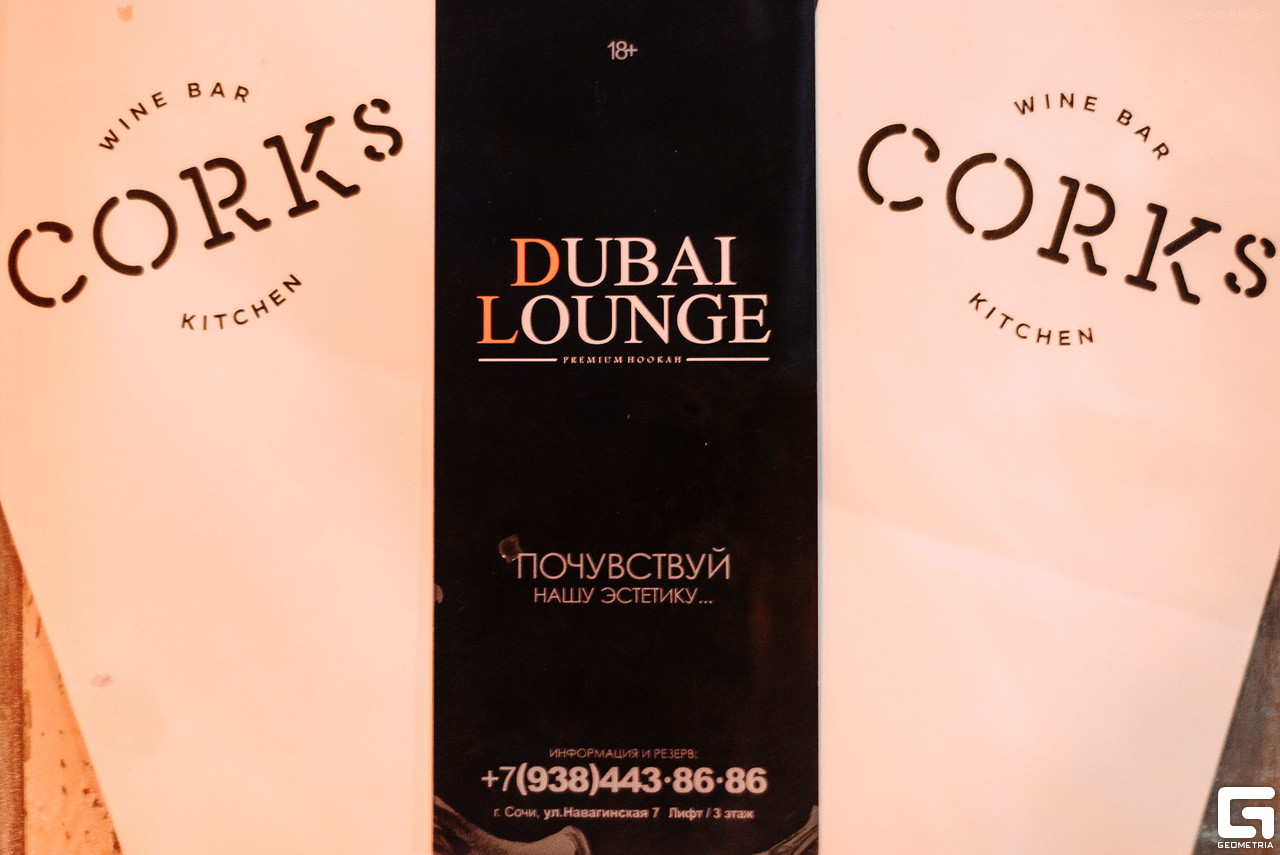 WINE BAR
CORKS
KITCHEN
18+
DUBAI
LOUNGE
PREMIUM HOOKAH
ПОЧУВСТВУЙ
НАШУ ЭСТЕТИКУ...
ИНФОРМАЦИЯ И РЕЗЕРВ:
+7(938)443·86·86
г. Сочи, ул.Навагинская 7 Лифт / 3 этаж
WINE BAR
CORKS
KITCHEN
GEOMETRIA